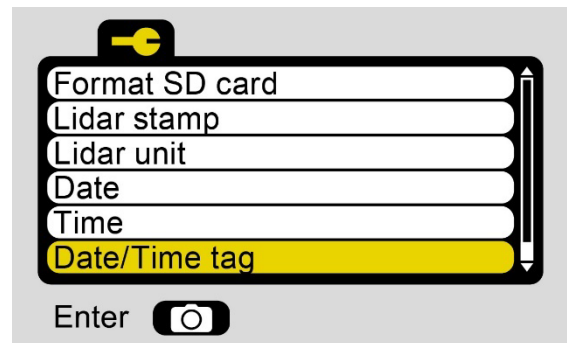 Format SD card
Lidar stamp
Lidar unit
Date
Time
Date/Time tag
Enter